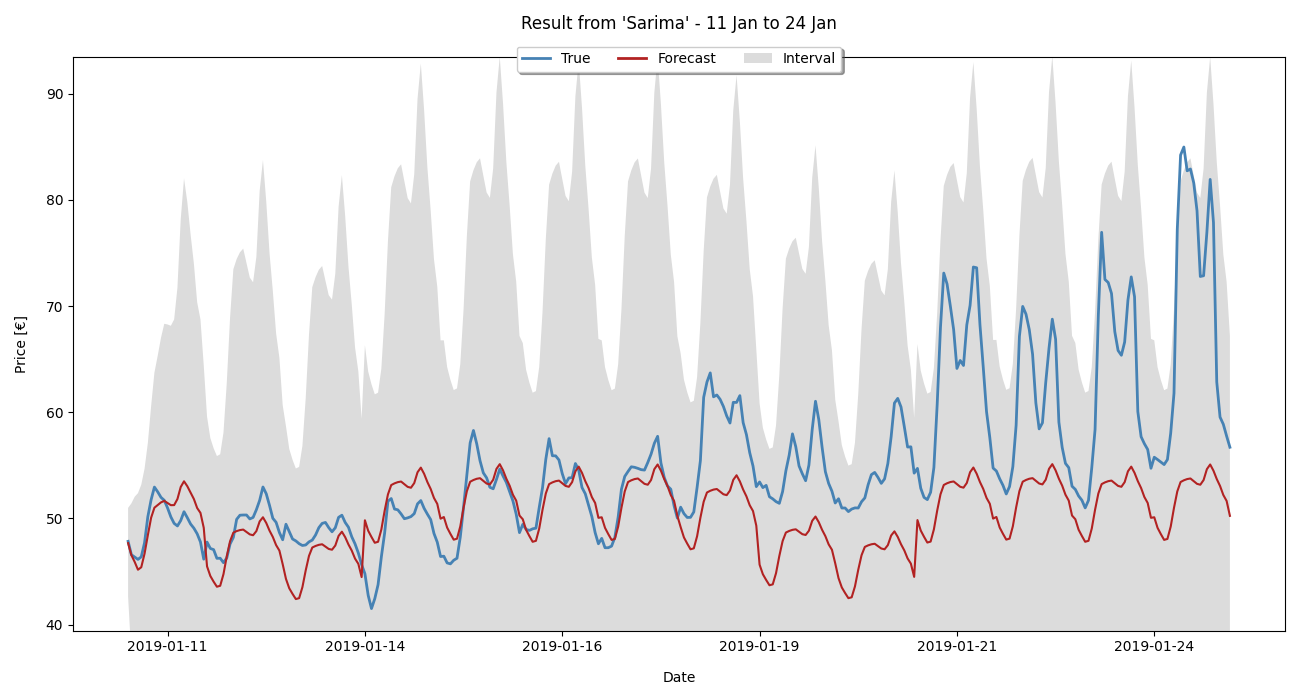 Result from 'Sarima' - 11 Jan to 24 Jan
True Forecast Interval
90
80
70
60
50
40
Price [€]
2019-01-11 2019-01-14 2019-01-16 2019-01-19 2019-01-21 2019-01-24
Date